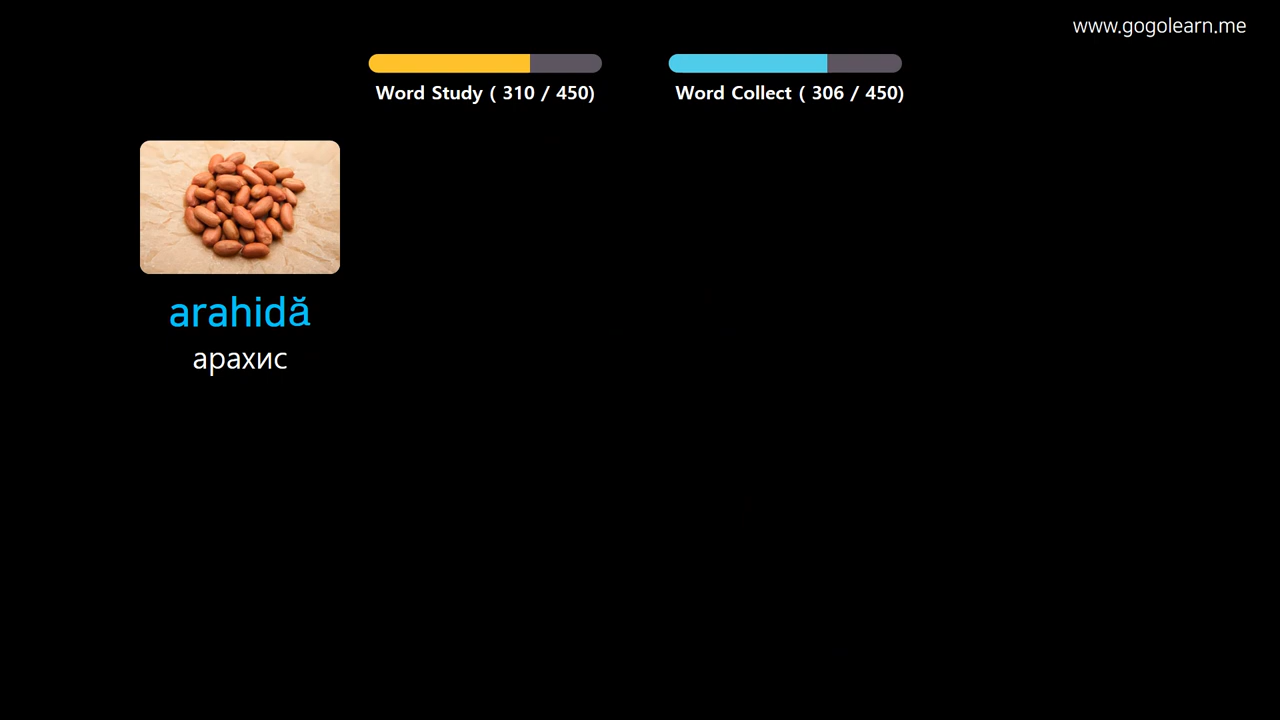 www.gogolearn.me
Word Study ( 310 / 450)
Word Collect ( 306 / 450)
arahidă
арахис